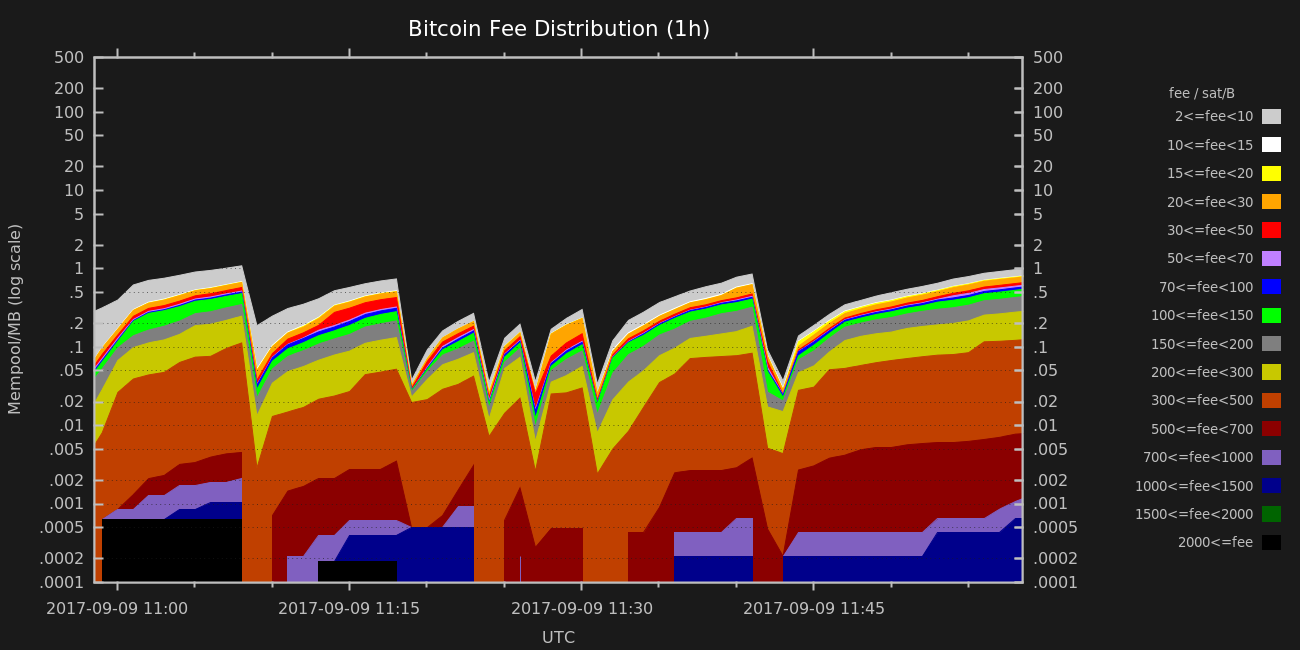 Bitcoin Fee Distribution (1h)
500 500
200 200
100 100
50 50
20 20
10 10
5 5
2 2
1 1
.5 .5
.2 .2
.1 .1
.05 .05
.02 .02
.01 .01
.005 .005
.002 .002
.001 .001
.0005 .0005
.0002 .0002
.0001 .0001
Mempool/MB (log scale)
2017-09-09 11:00 2017-09-09 11:15 2017-09-09 11:30 2017-09-09 11:45
UTC
fee / sat/B
2<=fee<10
10<=fee<15
15<=fee<20
20<=fee<30
30<=fee<50
50<=fee<70
70<=fee<100
100<=fee<150
150<=fee<200
200<=fee<300
300<=fee<500
500<=fee<700
700<=fee<1000
1000<=fee<1500
1500<=fee<2000
2000<=fee